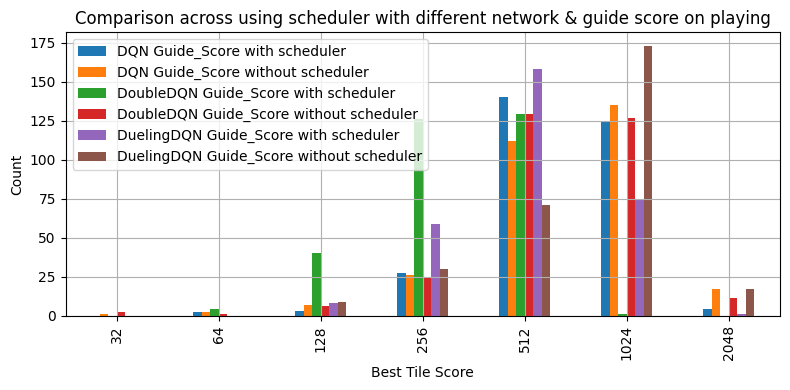 Comparison across using scheduler with different network & guide score on playing
DQN Guide_Score with scheduler
DQN Guide_Score without scheduler
DoubleDQN Guide_Score with scheduler
DoubleDQN Guide_Score without scheduler
DuelingDQN Guide_Score with scheduler
DuelingDQN Guide_Score without scheduler
Count
175
150
125
100
75
50
25
0
32 64 128 256 512 1024 2048
Best Tile Score